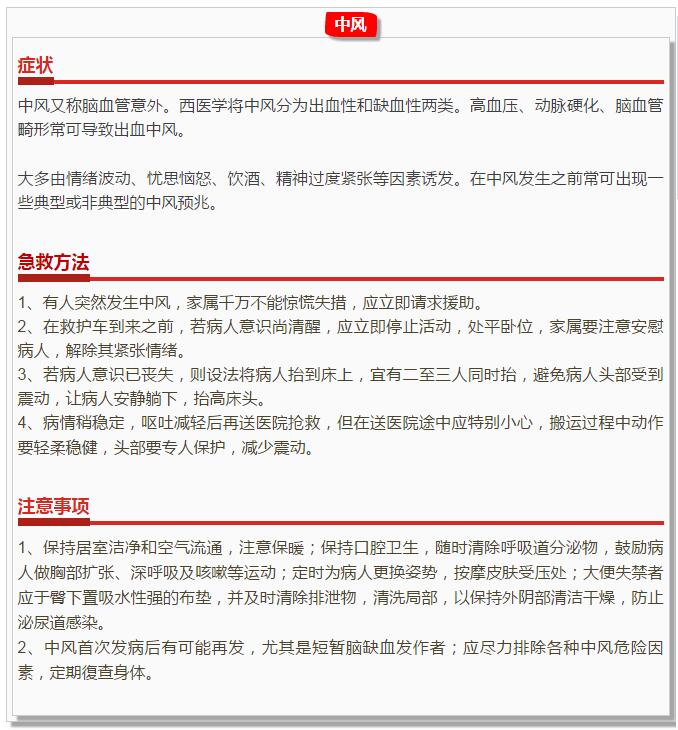 中风
症状
中风又称脑血管意外。西医学将中风分为出血性和缺血性两类。高血压、动脉硬化、脑血管
畸形常可导致出血中风。
大多由情绪波动、忧思恼怒、饮酒、精神过度紧张等因素诱发。在中风发生之前常可出现一
些典型或非典型的中风预兆。
急救方法
1、有人突然发生中风，家属千万不能惊慌失措，应立即请求援助。
2、在救护车到来之前，若病人意识尚清醒，应立即停止活动，处平卧位，家属要注意安慰
病人，解除其紧张情绪。
3、若病人意识已丧失，则设法将病人抬到床上，宜有二至三人同时抬，避免病人头部受到
震动，让病人安静躺下，抬高床头。
4、病情稍稳定，呕吐减轻后再送医院抢救，但在送医院途中应特别小心，搬运过程中动作
要轻柔稳健，头部要专人保护，减少震动。
注意事项
1、保持居室洁净和空气流通，注意保暖；保持口腔卫生，随时清除呼吸道分泌物，鼓励病
人做胸部扩张、深呼吸及咳嗽等运动；定时为病人更换姿势，按摩皮肤受压处；大便失禁者
应于臀下置吸水性强的布垫，并及时清除排泄物，清洗局部，以保持外阴部清洁干燥，防止
泌尿道感染。
2、中风首次发病后有可能再发，尤其是短暂脑缺血发作者；应尽力排除各种中风危险因
素，定期復查身体。